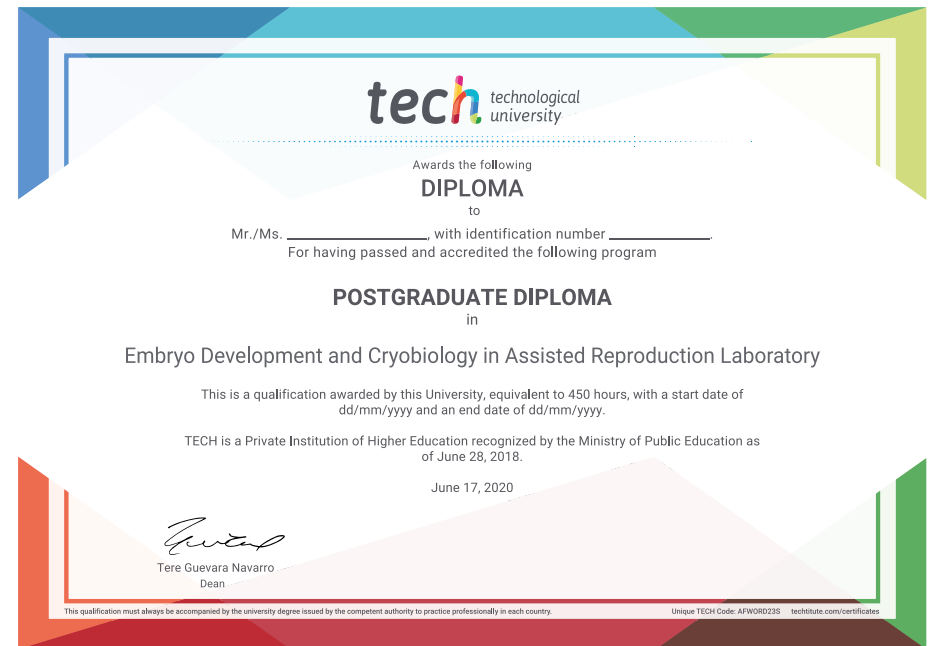 tech technological
university
Awards the following
DIPLOMA
to
Mr./Ms. ____________________, with identification number ______________.
For having passed and accredited the following program
POSTGRADUATE DIPLOMA
in
Embryo Development and Cryobiology in Assisted Reproduction Laboratory
This is a qualification awarded by this University, equivalent to 450 hours, with a start date of
dd/mm/yyyy and an end date of dd/mm/yyyy.
TECH is a Private Institution of Higher Education recognized by the Ministry of Public Education as
of June 28, 2018.
June 17, 2020
Tere Guevara Navarro
Dean
This qualification must always be accompanied by the university degree issued by the competent authority to practice professionally in each country.
Unique TECH Code: AFWORD23S techtitute.com/certificates